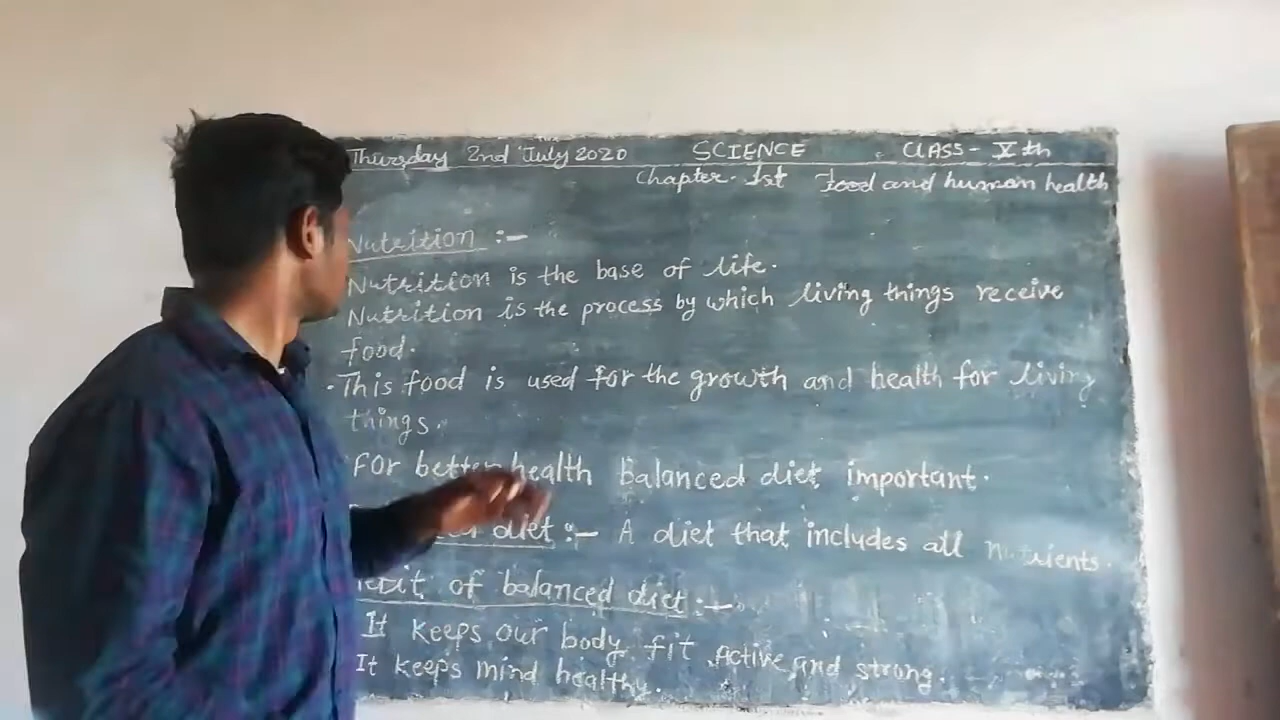 Thursday 2nd July 2020 SCIENCE CLASS - Vth
Chapter. 1st Food and human health
Nutrition :-
Nutrition is the base of life.
Nutrition is the process by which living things receive
food.
• This food is used for the growth and health for living
things.
For better health balanced diet important.
diet :- A diet that includes all Nutrients.
of balanced diet :-
It keeps our body fit Active and strong.
It keeps mind healthy.